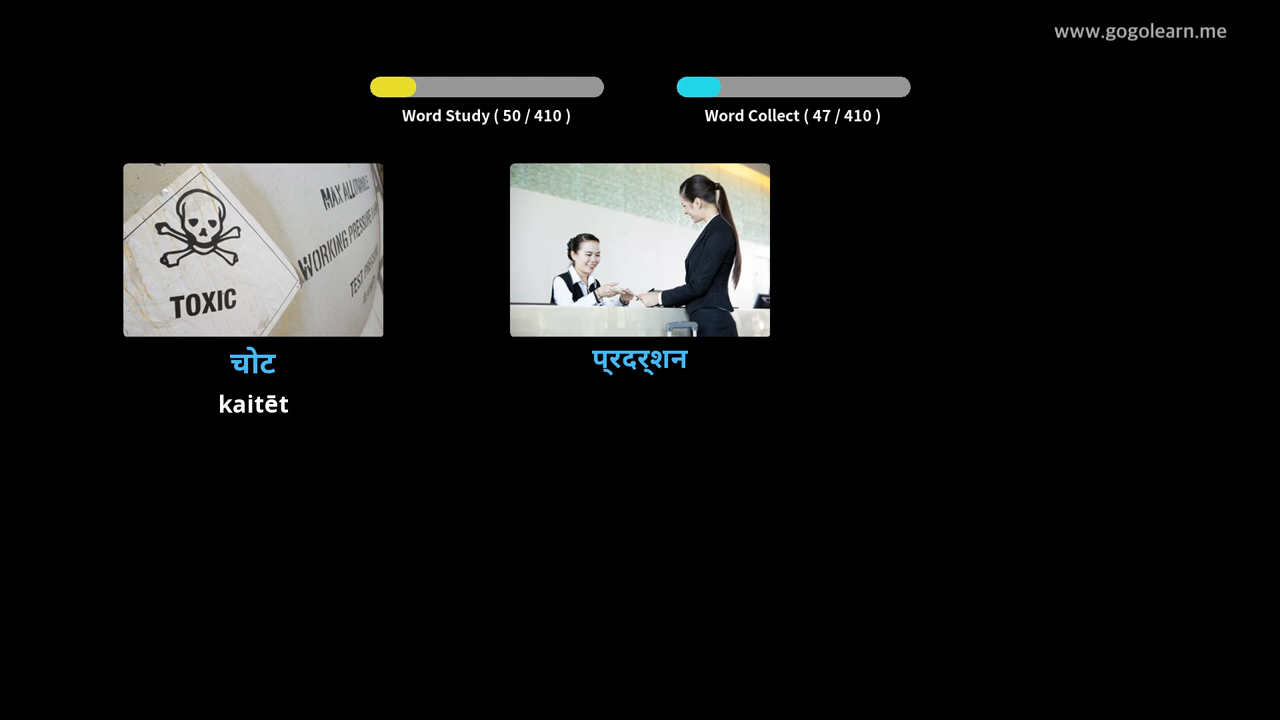 www.gogolearn.me
Word Study ( 50 / 410 )
Word Collect ( 47 / 410 )
TOXIC
MAX ALLOWABLE
WORKING PRESSURE
TEST
चोट
kaitēt
प्रदर्शन